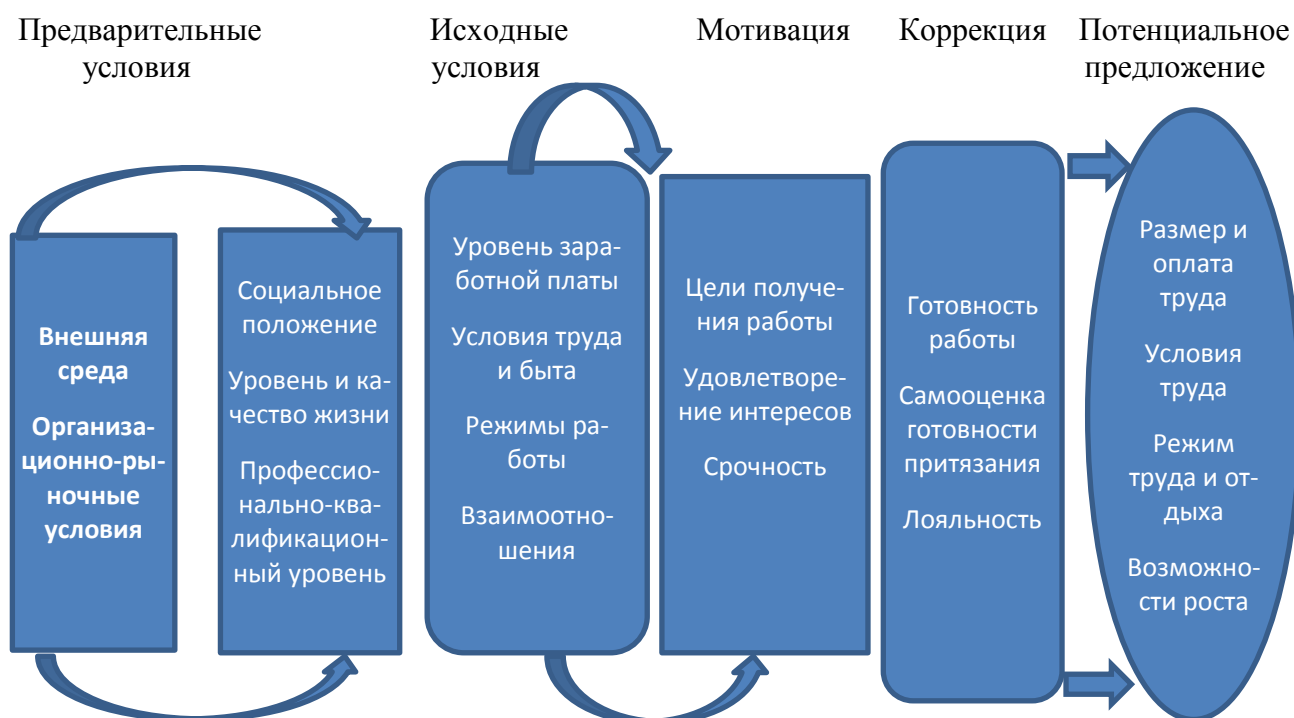 Предварительные
условия
Исходные
условия
Мотивация
Коррекция
Потенциальное
предложение
Внешняя
среда
Организа-
ционно-ры-
ночные
условия
Социальное
положение
Уровень и ка-
чество жизни
Профессио-
нально-ква-
лификацион-
ный уровень
Уровень зара-
ботной платы
Условия труда
и быта
Режимы ра-
боты
Взаимоотно-
шения
Цели получе-
ния работы
Удовлетворе-
ние интересов
Срочность
Готовность
работы
Самооценка
готовности
притязания
Лояльность
Размер и
оплата
труда
Условия
труда
Режим
труда и от-
дыха
Возможно-
сти роста